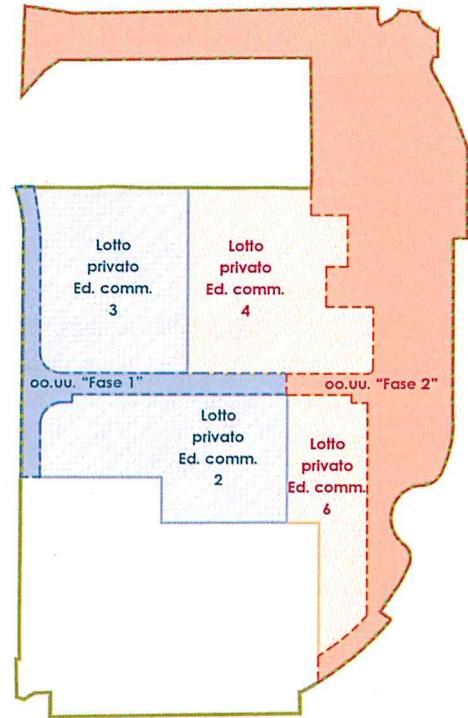 Lotto
privato
Ed. comm.
3
Lotto
privato
Ed. comm.
4
oo.uu. "Fase 1"
oo.uu. "Fase 2"
Lotto
privato
Ed. comm.
2
Lotto
privato
Ed. comm.
6